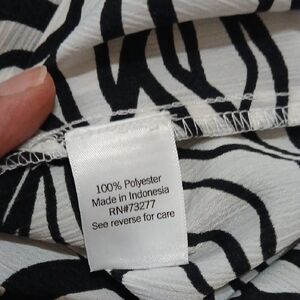 100% Polyester
Made in Indonesia
RN#73277
See reverse for care